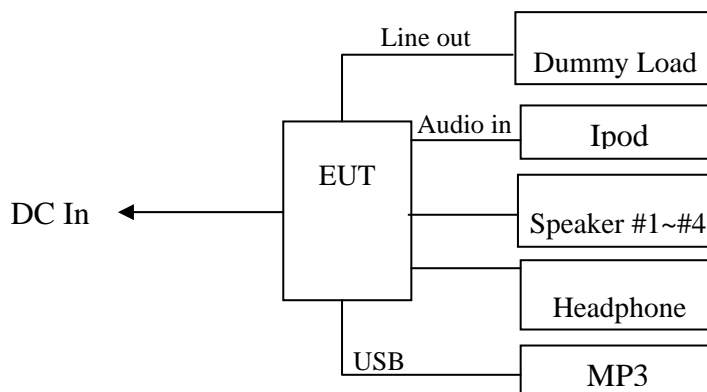 Line out
Dummy Load
Audio in
Ipod
EUT
DC In
Speaker #1~#4
Headphone
USB
MP3